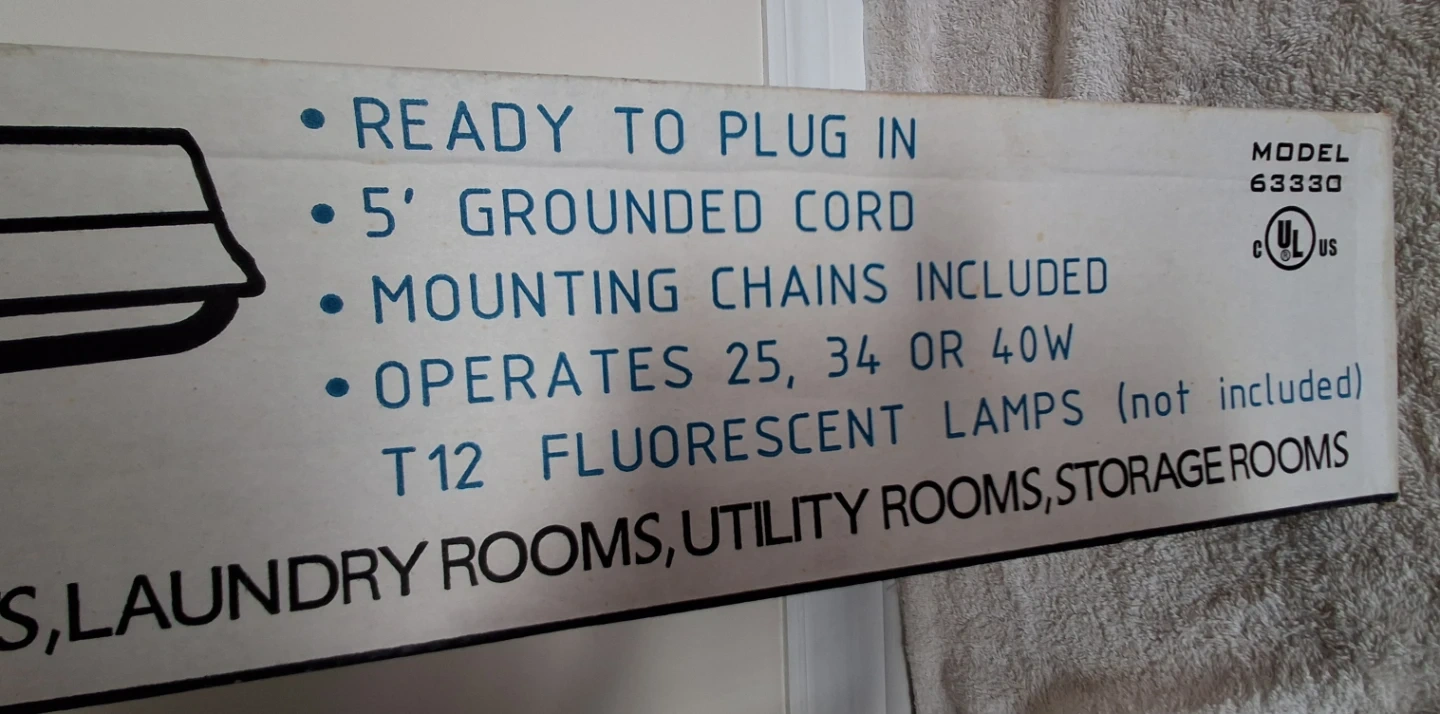 • READY TO PLUG IN
• 5' GROUNDED CORD
• MOUNTING CHAINS INCLUDED
• OPERATES 25, 34 OR 40W
T12 FLUORESCENT LAMPS (not included)
S, LAUNDRY ROOMS, UTILITY ROOMS, STORAGE ROOMS
MODEL
63330
C UL® US